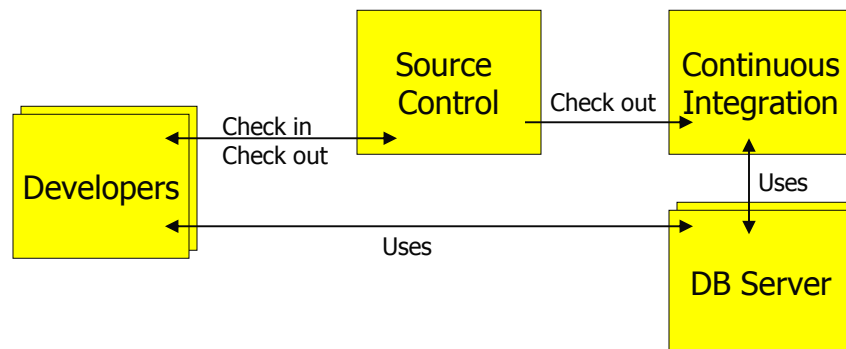 Source
Control
Continuous
Integration
Check out
Check in
Check out
Developers
Uses
Uses
DB Server